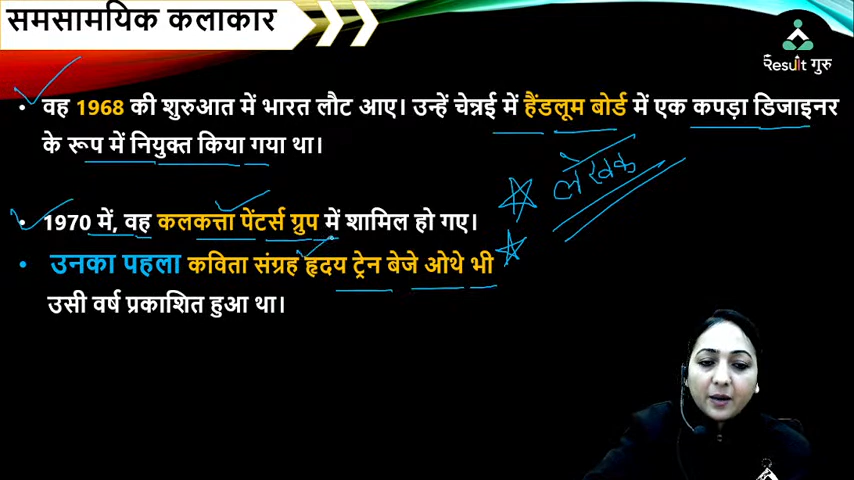 समसामयिक कलाकार
Result गुरु
• वह 1968 की शुरुआत में भारत लौट आए। उन्हें चेन्नई में हैंडलूम बोर्ड में एक कपड़ा डिजाइनर
के रूप में नियुक्त किया गया था।
लेखक
• 1970 में, वह कलकत्ता पेंटर्स ग्रुप में शामिल हो गए।
• उनका पहला कविता संग्रह हृदय ट्रेन बेजे ओथे भी
उसी वर्ष प्रकाशित हुआ था।